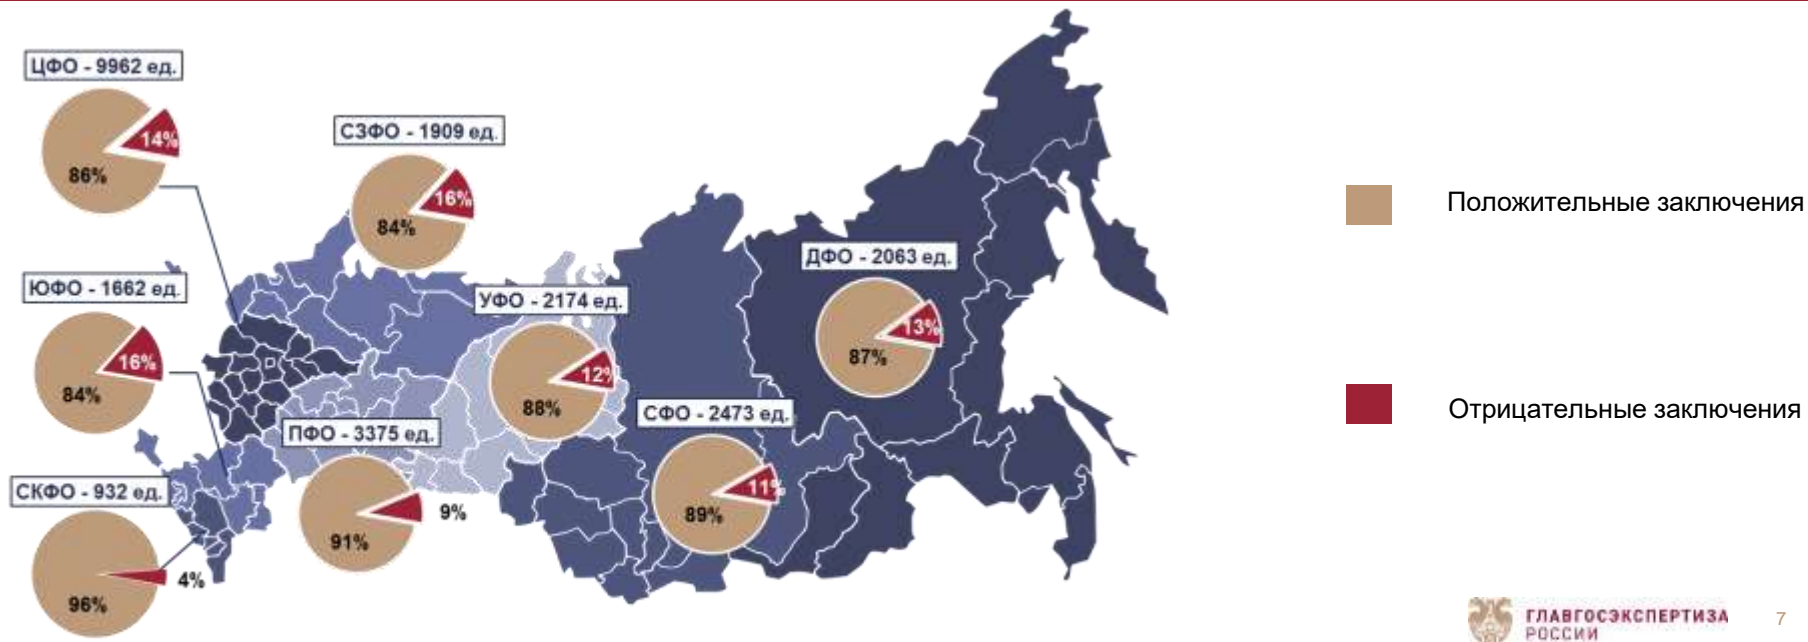 ЦФО - 9962 ед.
14%
86%
СЗФО - 1909 ед.
16%
84%
ЮФО - 1662 ед.
16%
84%
УФО - 2174 ед.
12%
88%
ДФО - 2063 ед.
13%
87%
ПФО - 3375 ед.
9%
91%
СФО - 2473 ед.
11%
89%
СКФО - 932 ед.
4%
96%
Положительные заключения
Отрицательные заключения
ГЛАВГОСЭКСПЕРТИЗА
РОССИИ
7